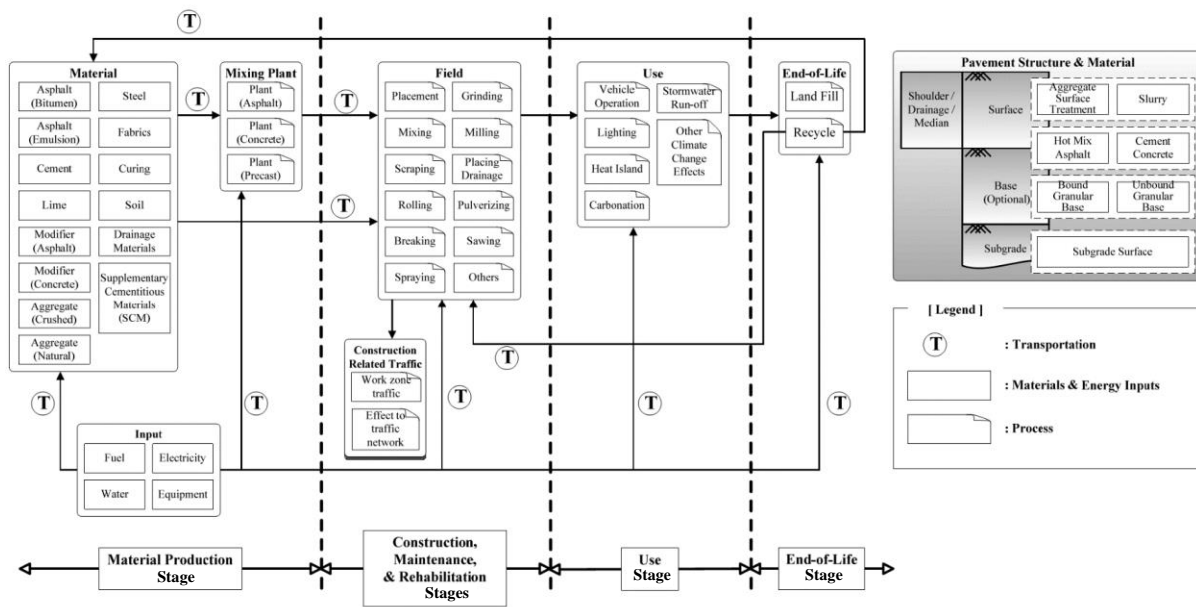 T
Material
Asphalt
(Bitumen)
Steel
Asphalt
(Emulsion)
Fabrics
Cement
Curing
Lime
Soil
Modifier
(Asphalt)
Drainage
Materials
Modifier
(Concrete)
Supplementary
Cementitious
Materials
(SCM)
Aggregate
(Crushed)
Aggregate
(Natural)
T
T
Mixing Plant
Plant
(Asphalt)
Plant
(Concrete)
Plant
(Precast)
T
Field
Placement
Grinding
Mixing
Milling
Scraping
Placing
Drainage
Rolling
Pulverizing
Breaking
Sawing
Spraying
Others
Construction
Related Traffic
Work zone
traffic
Effect to
traffic
network
Use
Vehicle
Operation
Stormwater
Run-off
Lighting
Other
Climate
Change
Effects
Heat Island
Carbonation
End-of-Life
Land Fill
Recycle
T
T
T
T
T
T
Input
Fuel
Electricity
Water
Equipment
Material Production
Stage
Construction,
Maintenance,
& Rehabilitation
Stages
Use
Stage
End-of-Life
Stage
Pavement Structure & Material
Shoulder /
Drainage /
Median
Surface
Aggregate
Surface
Treatment
Slurry
Hot Mix
Asphalt
Cement
Concrete
Base
(Optional)
Bound
Granular
Base
Unbound
Granular
Base
Subgrade
Subgrade Surface
[ Legend ]
T
: Transportation
: Materials & Energy Inputs
: Process